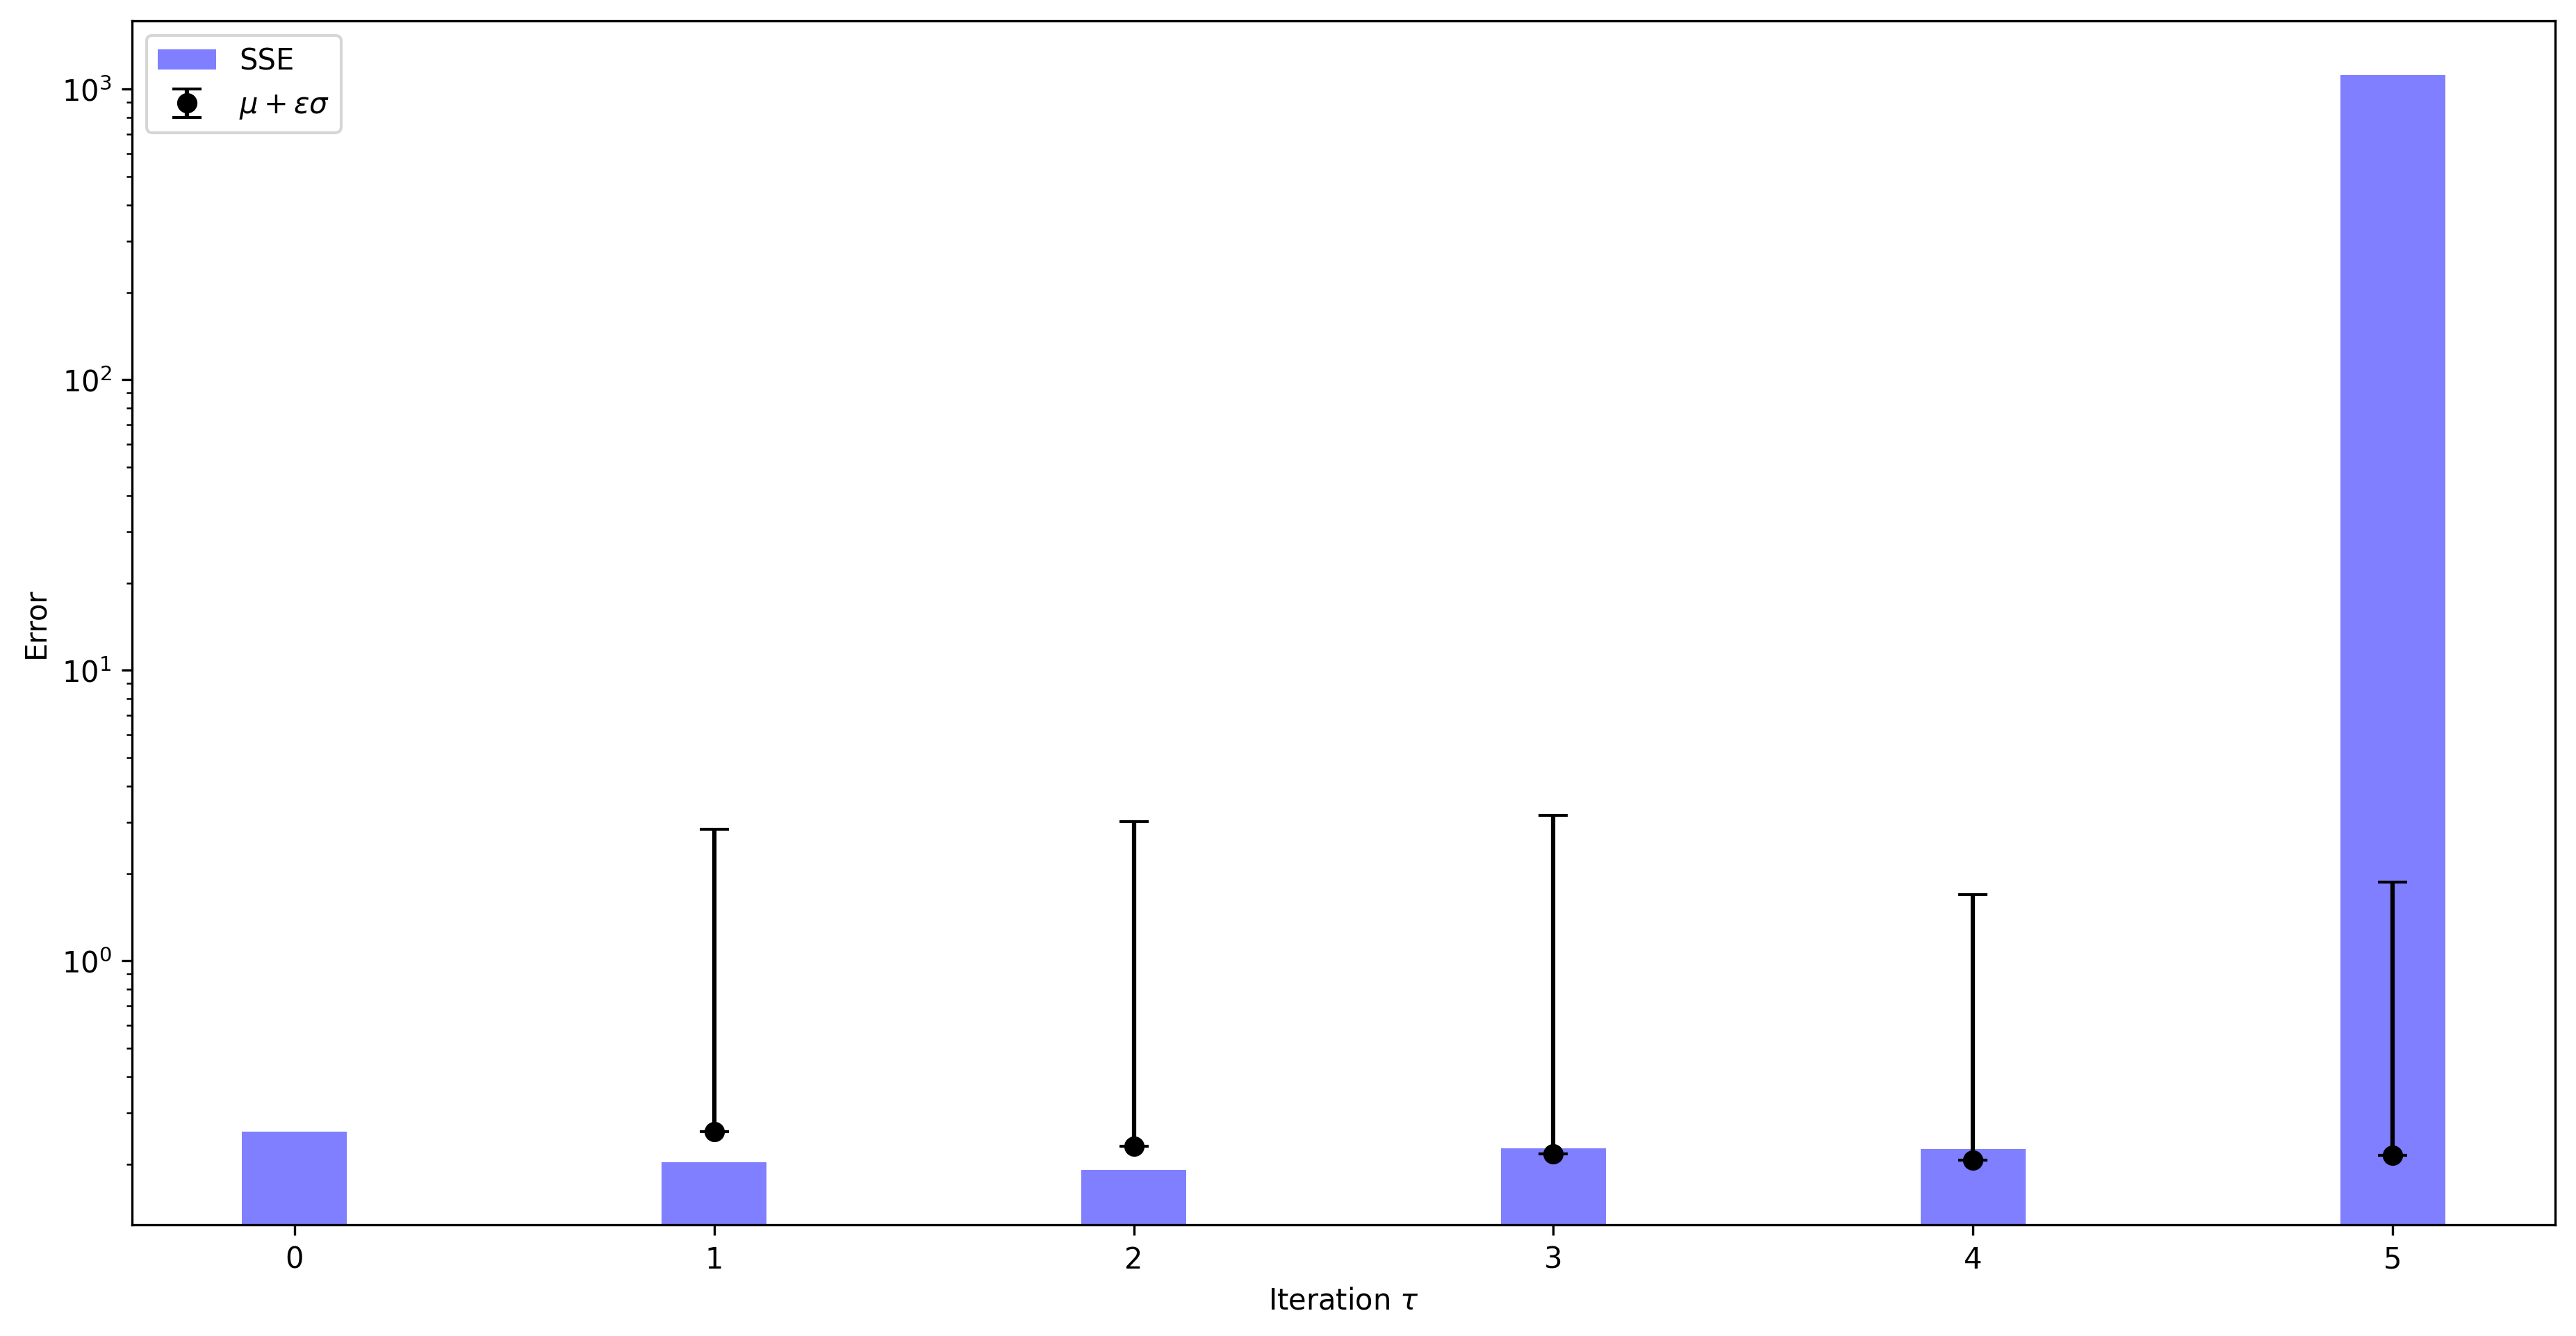 SSE
μ + εσ
10³
10²
10¹
10⁰
Error
0 1 2 3 4 5
Iteration τ